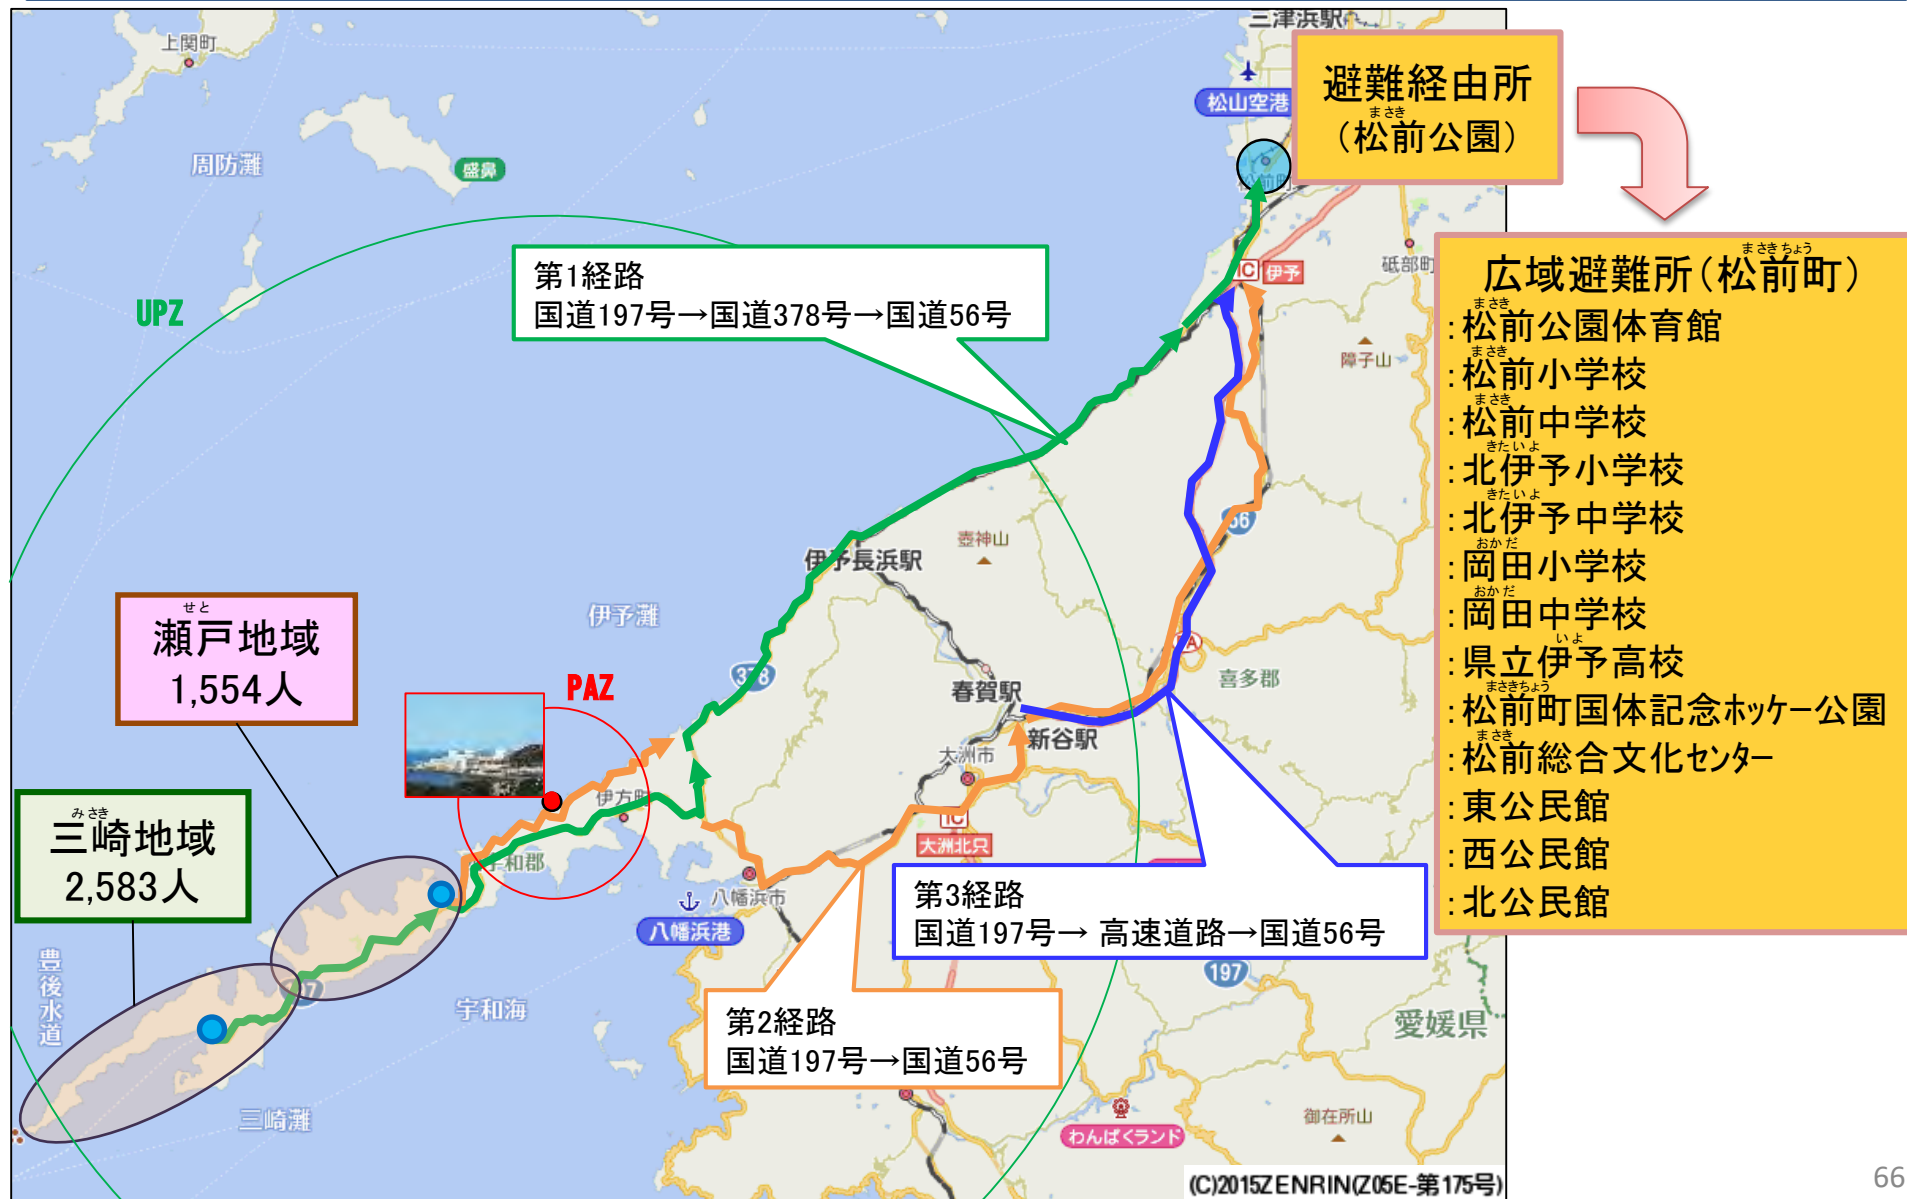 三津浜駅
上関町
松山空港
避難経由所
まさき
（松前公園）
周防灘
盛鼻
松前町
まさきちょう
広域避難所（松前町）
まさき
：松前公園体育館
まさき
：松前小学校
まさき
：松前中学校
きたいよ
：北伊予小学校
きたいよ
：北伊予中学校
おかだ
：岡田小学校
おかだ
：岡田中学校
いよ
：県立伊予高校
まさきちょう
：松前町国体記念ホッケー公園
まさき
：松前総合文化センター
：東公民館
：西公民館
：北公民館
第1経路
国道197号→国道378号→国道56号
IC 伊予
砥部町
UPZ
障子山
56
壺神山
伊予長浜駅
せと
瀬戸地域
1,554人
伊予灘
PAZ
378
春賀駅
喜多郡
新谷駅
大洲市
伊方町
IC
大洲北只
みさき
三崎地域
2,583人
宇和郡
八幡浜市
八幡浜港
第3経路
国道197号→ 高速道路→国道56号
豊後水道
197
宇和海
第2経路
国道197号→国道56号
愛媛県
三崎灘
わんぱくランド
御在所山
(C)2015ZENRIN(Z05E-第175号)
66